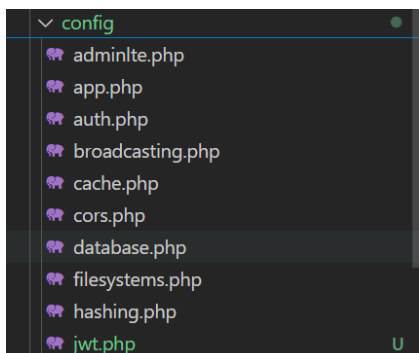 config
adminlte.php
app.php
auth.php
broadcasting.php
cache.php
cors.php
database.php
filesystems.php
hashing.php
jwt.php U